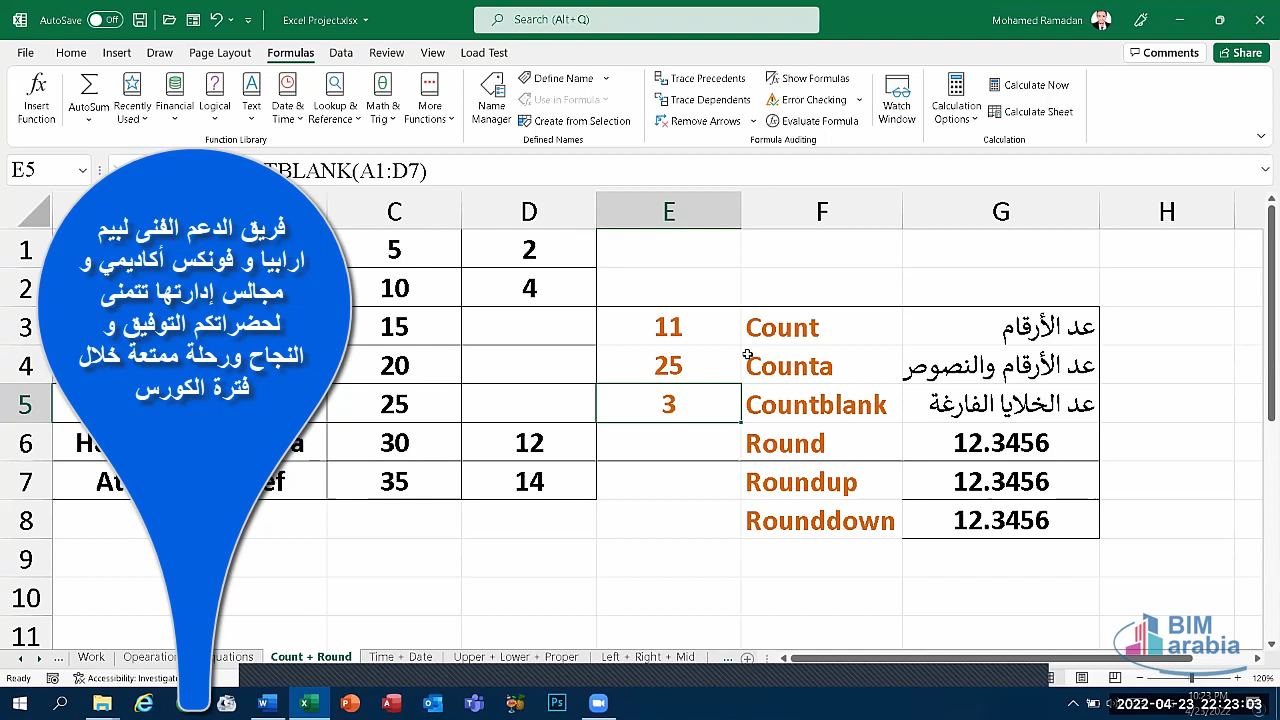 AutoSave Off Excel Project.xlsx Search (Alt+Q) Mohamed Ramadan
File Home Insert Draw Page Layout Formulas Data Review View Load Test Comments Share
Insert Function
AutoSum
Recently Used
Financial
Logical
Text
Date & Time
Lookup & Reference
Math & Trig
More Functions
Function Library
Name Manager
Define Name
Use in Formula
Create from Selection
Defined Names
Trace Precedents
Trace Dependents
Remove Arrows
Show Formulas
Error Checking
Evaluate Formula
Formula Auditing
Watch Window
Calculation Options
Calculate Now
Calculate Sheet
Calculation
E5 TBLANK(A1:D7)
C D E F G H
1 5 2
2 10 4
3 15 11 Count عد الأرقام
4 20 25 Counta عد الأرقام والنصوص
5 25 3 Countblank عد الخلايا الفارغة
6 30 12 Round 12.3456
7 35 14 Roundup 12.3456
8 Rounddown 12.3456
9
10
11
فريق الدعم الفنى لبيم
ارابيا و فونكس أكاديمي و
مجالس إدارتها تتمنى
لحضراتكم التوفيق و
النجاح ورحلة ممتعة خلال
فترة الكورس
BIM
arabia
... Work Count + Round Time + Date Upper + Lower + Proper Left + Right + Mid ...
Ready 120%
10:23 PM
2022-04-23 22:23:03